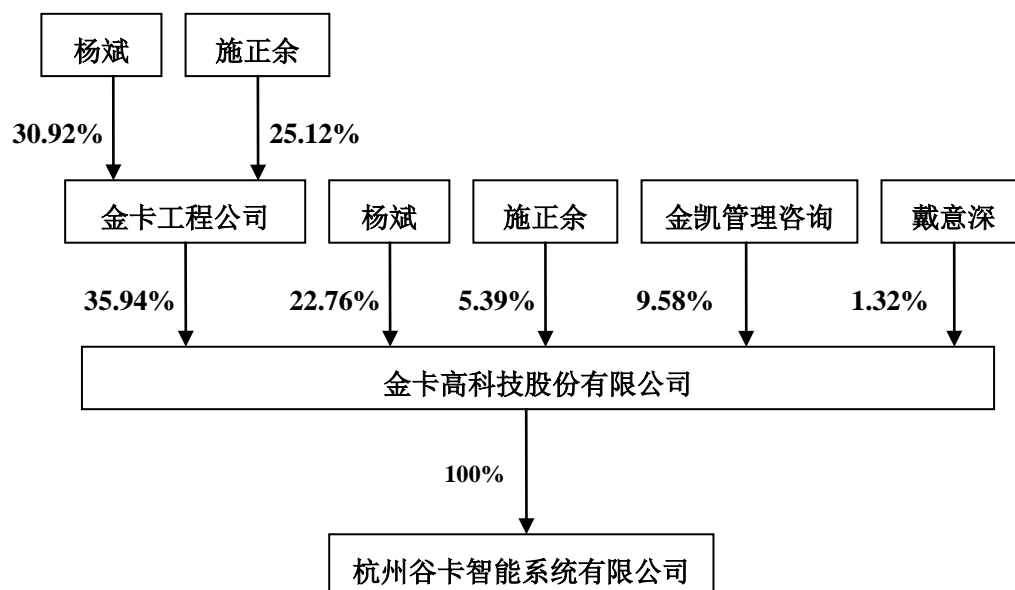 杨斌
施正余
30.92%
25.12%
金卡工程公司
杨斌
施正余
金凯管理咨询
戴意深
35.94%
22.76%
5.39%
9.58%
1.32%
金卡高科技股份有限公司
100%
杭州谷卡智能系统有限公司